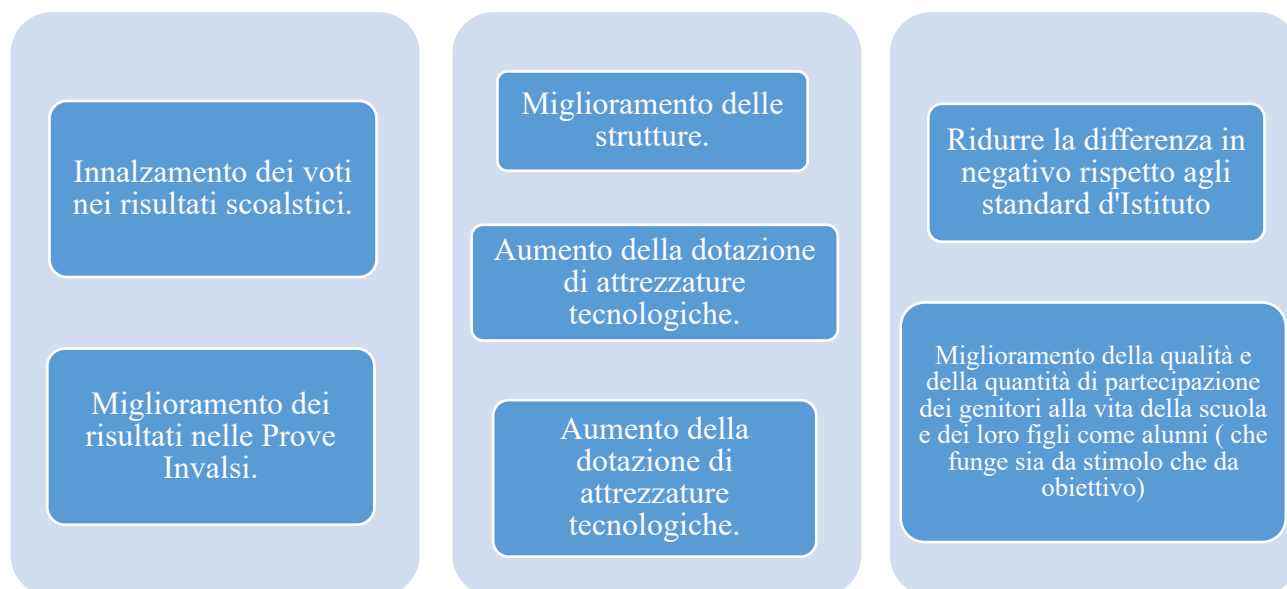 Innalzamento dei voti
nei risultati scoalstici.
Miglioramento dei
risultati nelle Prove
Invalsi.
Miglioramento delle
strutture.
Aumento della dotazione
di attrezzature
tecnologiche.
Aumento della
dotazione di
attrezzature
tecnologiche.
Ridurre la differenza in
negativo rispetto agli
standard d'Istituto
Miglioramento della qualità e
della quantità di partecipazione
dei genitori alla vita della scuola
e dei loro figli come alunni ( che
funge sia da stimolo che da
obiettivo)